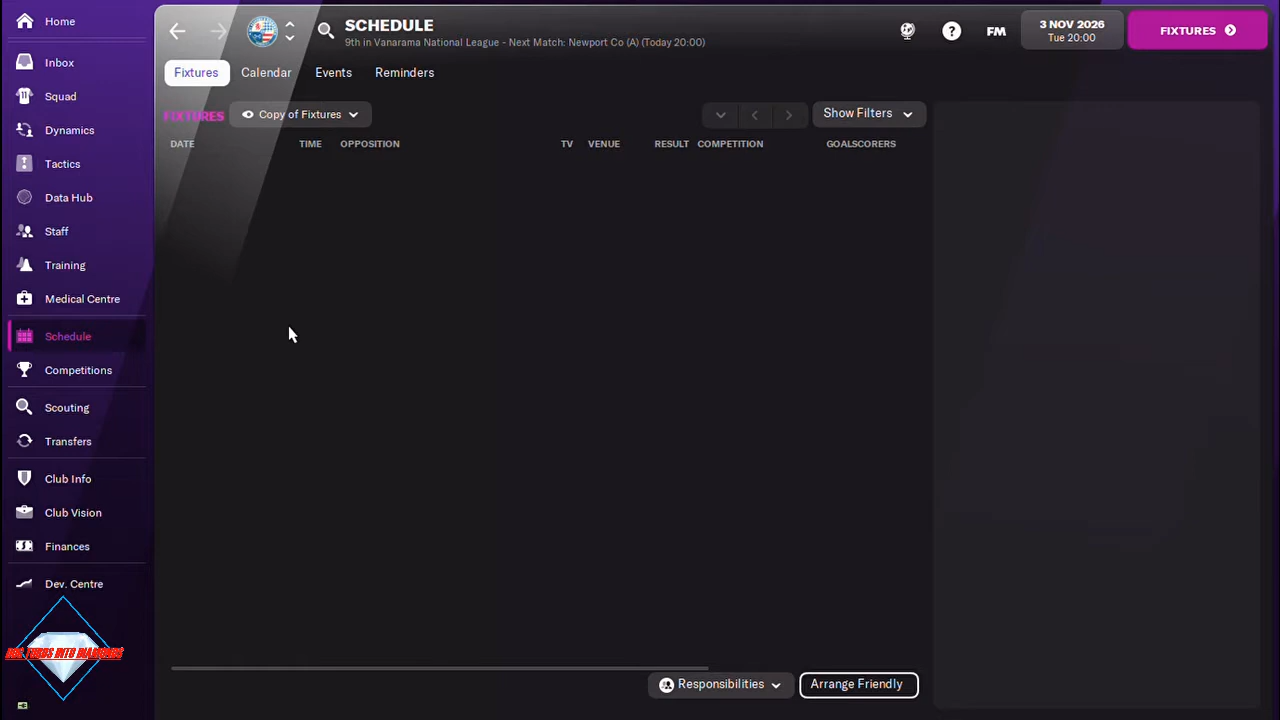 Home
Inbox
Squad
Dynamics
Tactics
Data Hub
Staff
Training
Medical Centre
Schedule
Competitions
Scouting
Transfers
Club Info
Club Vision
Finances
Dev. Centre
SCHEDULE
9th in Vanarama National League - Next Match: Newport Co (A) (Today 20:00)
FM
3 NOV 2026
Tue 20:00
FIXTURES
Fixtures Calendar Events Reminders
FIXTURES Copy of Fixtures Show Filters
DATE TIME OPPOSITION TV VENUE RESULT COMPETITION GOALSCORERS
Responsibilities Arrange Friendly